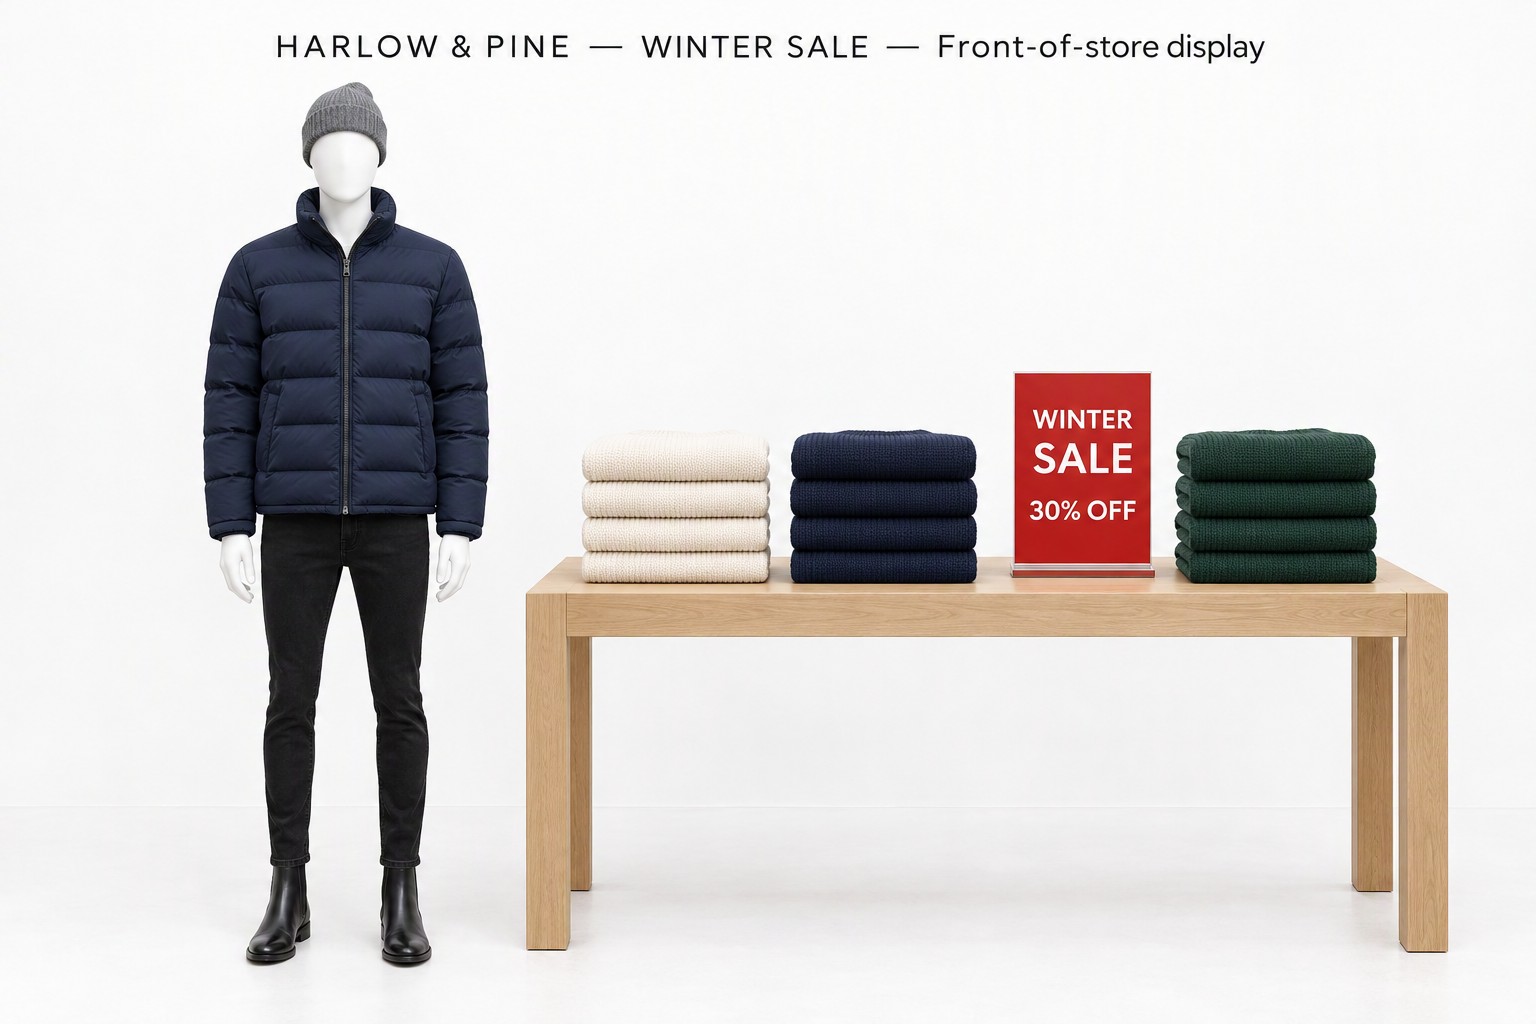 HARLOW & PINE — WINTER SALE — Front-of-store display
WINTER
SALE
30% OFF